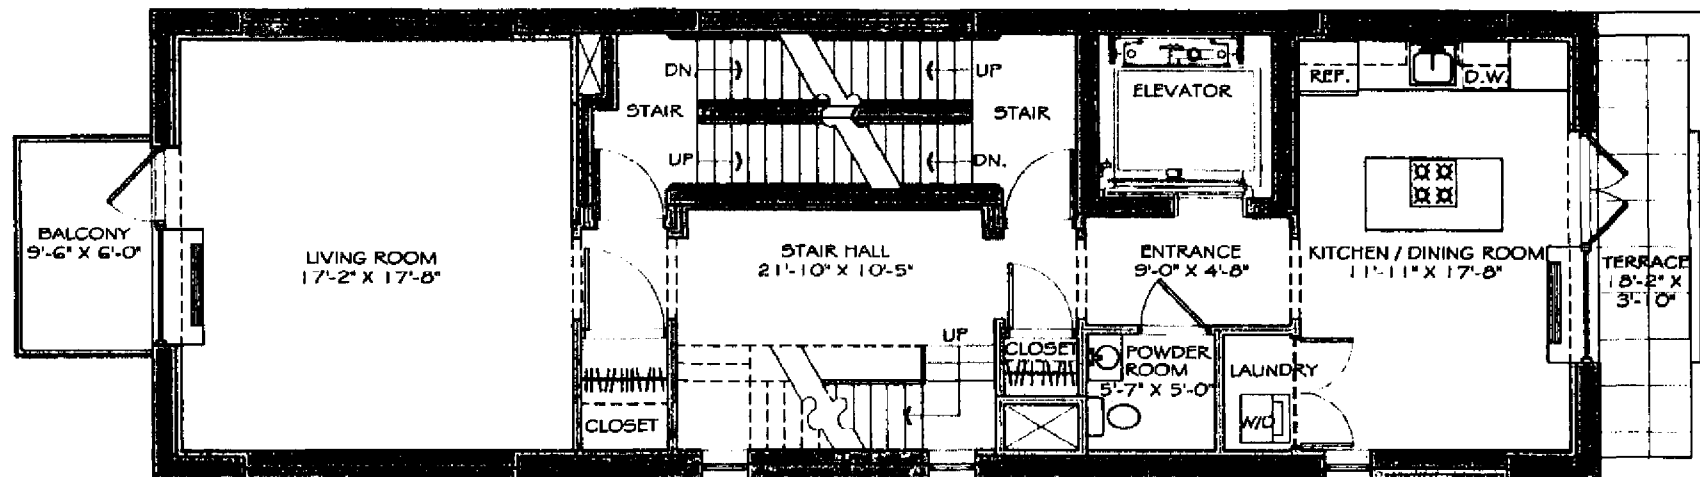 BALCONY
9'-6" X 6'-0"
LIVING ROOM
17'-2" X 17'-8"
DN.
STAIR
UP
UP
STAIR
DN.
STAIR HALL
21'-10" X 10'-5"
UP
CLOSET
CLOSET
ELEVATOR
ENTRANCE
9'-0" X 4'-8"
POWDER
ROOM
5'-7" X 5'-0"
LAUNDRY
W/D
REF.
D.W.
KITCHEN / DINING ROOM
11'-11" X 17'-8"
TERRACE
18'-2" X
3'-10"